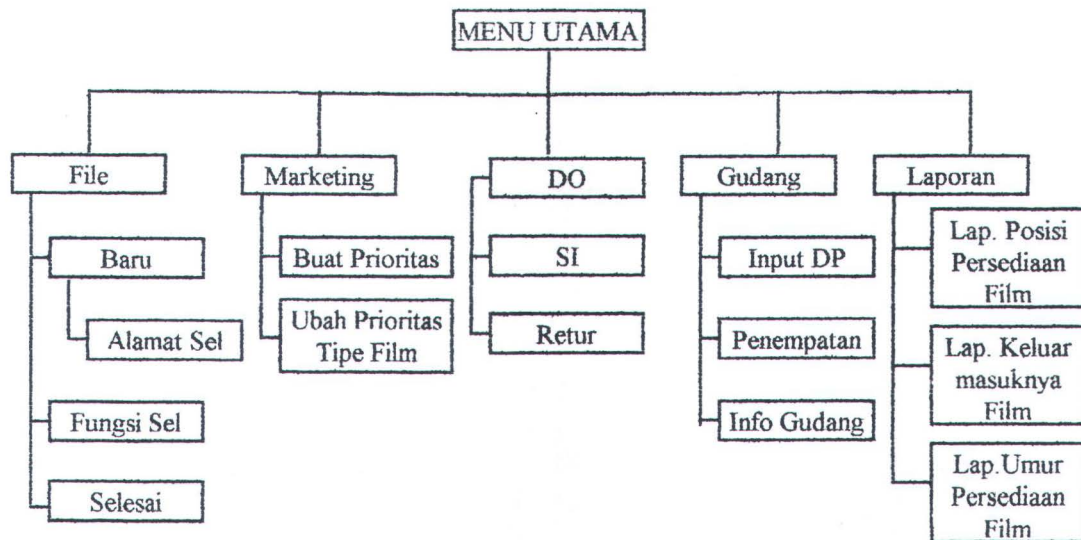 MENU UTAMA
File
Baru
Alamat Sel
Fungsi Sel
Selesai
Marketing
Buat Prioritas
Ubah Prioritas
Tipe Film
DO
SI
Retur
Gudang
Input DP
Penempatan
Info Gudang
Laporan
Lap. Posisi
Persediaan
Film
Lap. Keluar
masuknya
Film
Lap.Umur
Persediaan
Film